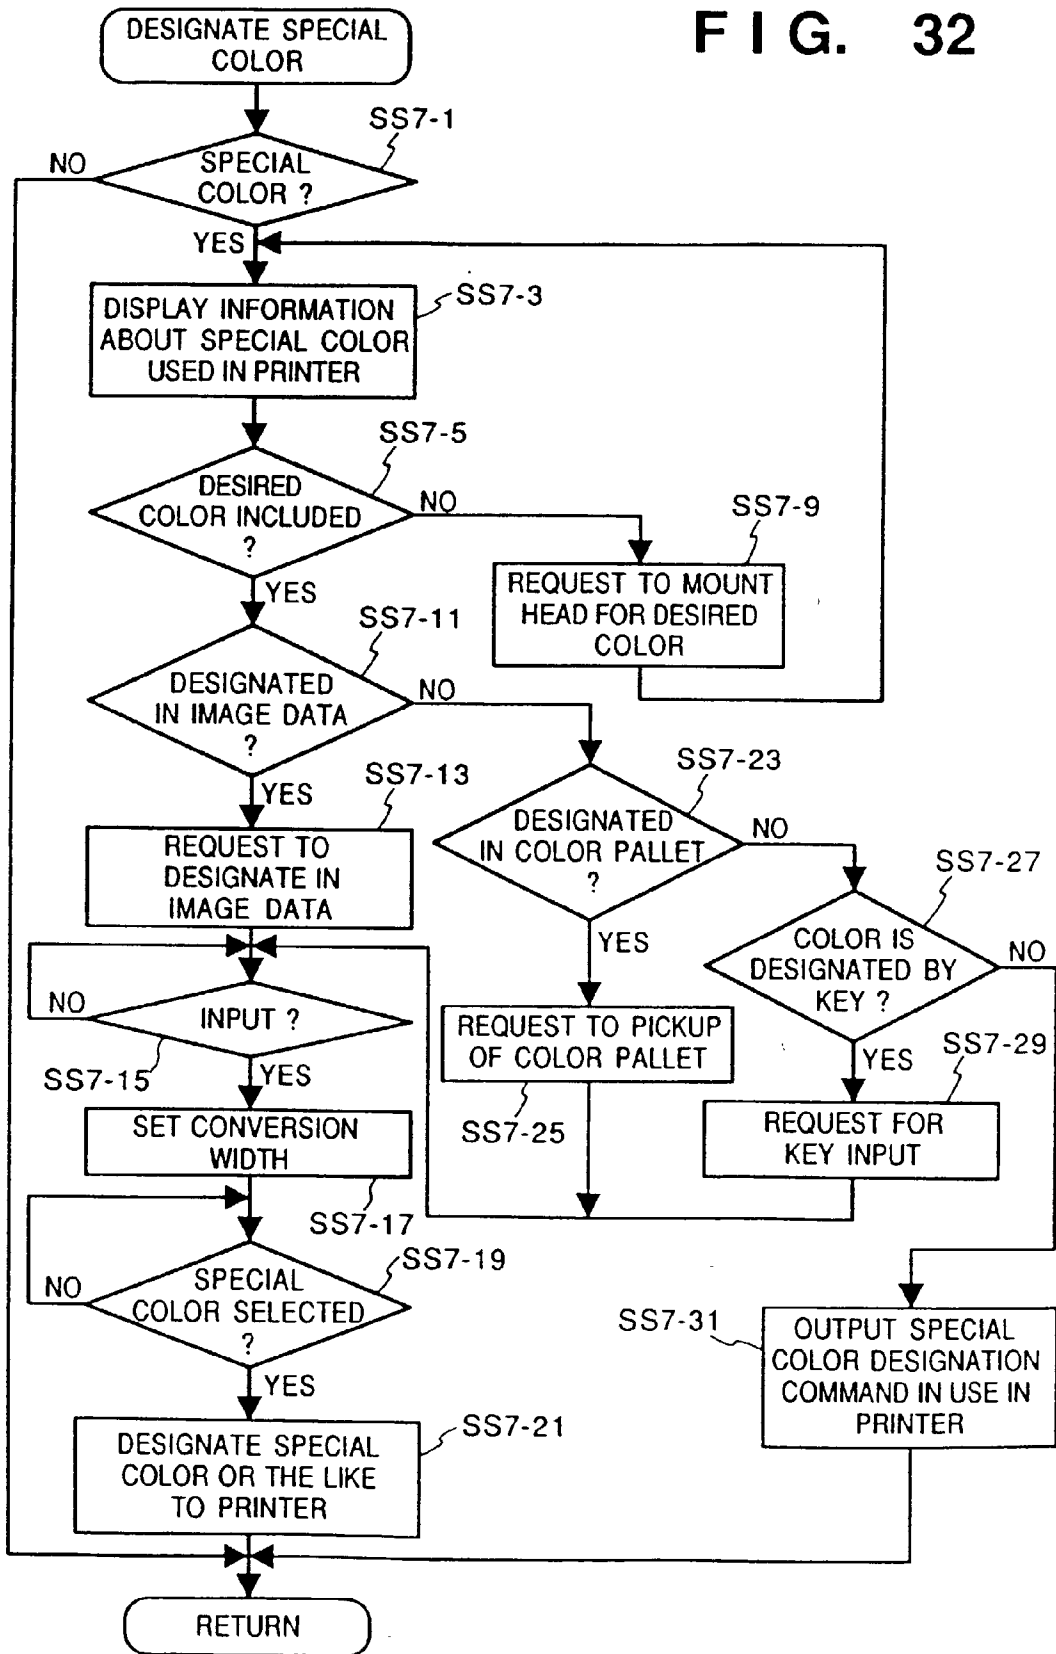 FIG. 32
DESIGNATE SPECIAL
COLOR
SS7-1
NO
SPECIAL
COLOR ?
YES
SS7-3
DISPLAY INFORMATION
ABOUT SPECIAL COLOR
USED IN PRINTER
SS7-5
DESIRED
COLOR INCLUDED
?
NO
SS7-9
REQUEST TO MOUNT
HEAD FOR DESIRED
COLOR
YES
SS7-11
DESIGNATED
IN IMAGE DATA
?
NO
YES
SS7-13
REQUEST TO
DESIGNATE IN
IMAGE DATA
SS7-23
DESIGNATED
IN COLOR PALLET
?
NO
YES
SS7-27
COLOR IS
DESIGNATED BY
KEY ?
NO
YES
NO
INPUT ?
SS7-15
YES
REQUEST TO PICKUP
OF COLOR PALLET
SS7-25
SS7-29
REQUEST FOR
KEY INPUT
SET CONVERSION
WIDTH
SS7-17
SS7-19
NO
SPECIAL
COLOR SELECTED
?
YES
SS7-31
OUTPUT SPECIAL
COLOR DESIGNATION
COMMAND IN USE IN
PRINTER
SS7-21
DESIGNATE SPECIAL
COLOR OR THE LIKE
TO PRINTER
RETURN